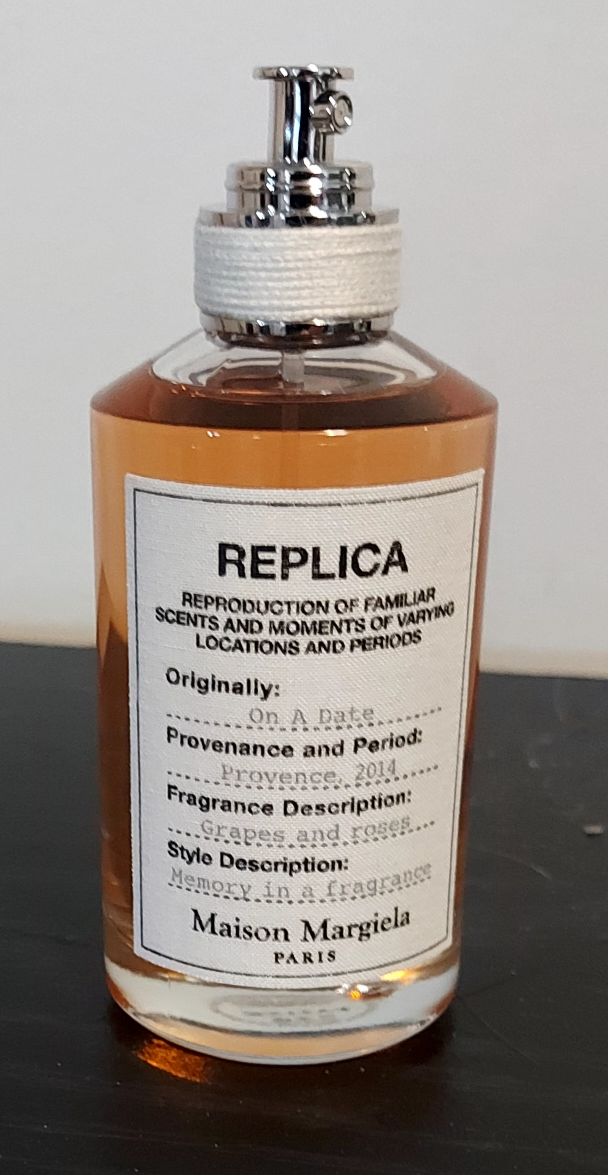 REPLICA
REPRODUCTION OF FAMILIAR
SCENTS AND MOMENTS OF VARYING
LOCATIONS AND PERIODS
Originally:
On A Date
Provenance and Period:
Provence, 2014
Fragrance Description:
Grapes and roses
Style Description:
Memory in a fragrance
Maison Margiela
PARIS